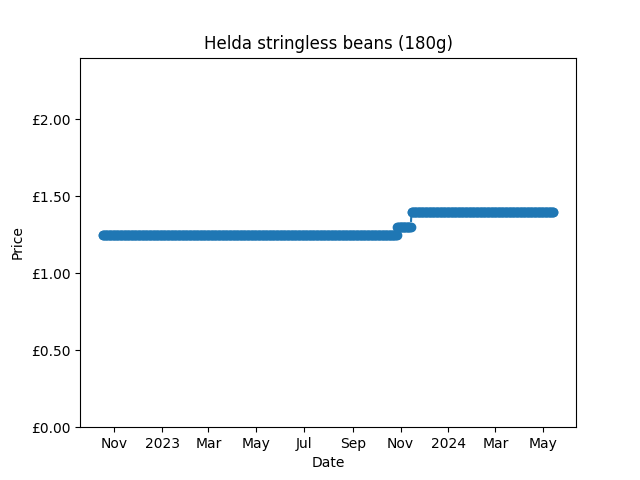 Helda stringless beans (180g)
£2.00
£1.50
£1.00
£0.50
£0.00
Price
Nov 2023 Mar May Jul Sep Nov 2024 Mar May
Date